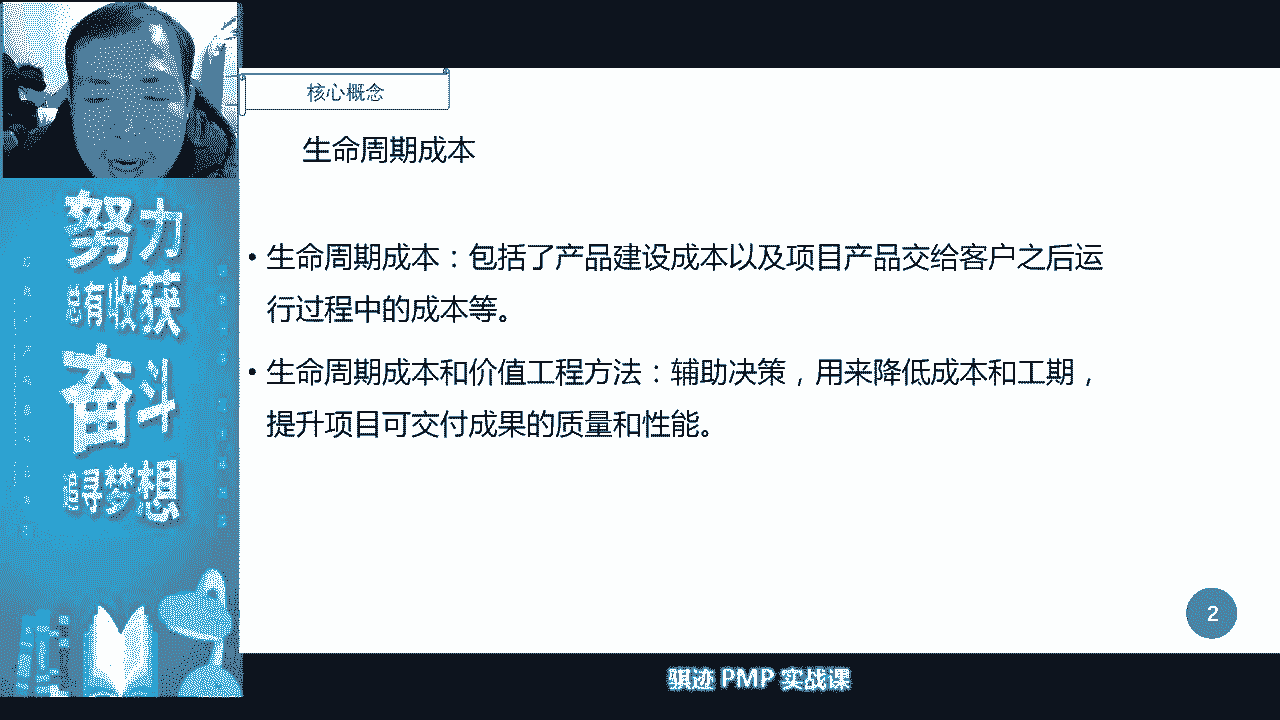 核心概念
生命周期成本
努力
总有收获
奋斗
追寻梦想
• 生命周期成本：包括了产品建设成本以及项目产品交给客户之后运
行过程中的成本等。
• 生命周期成本和价值工程方法：辅助决策，用来降低成本和工期，
提升项目可交付成果的质量和性能。
2
骐迹 PMP 实战课